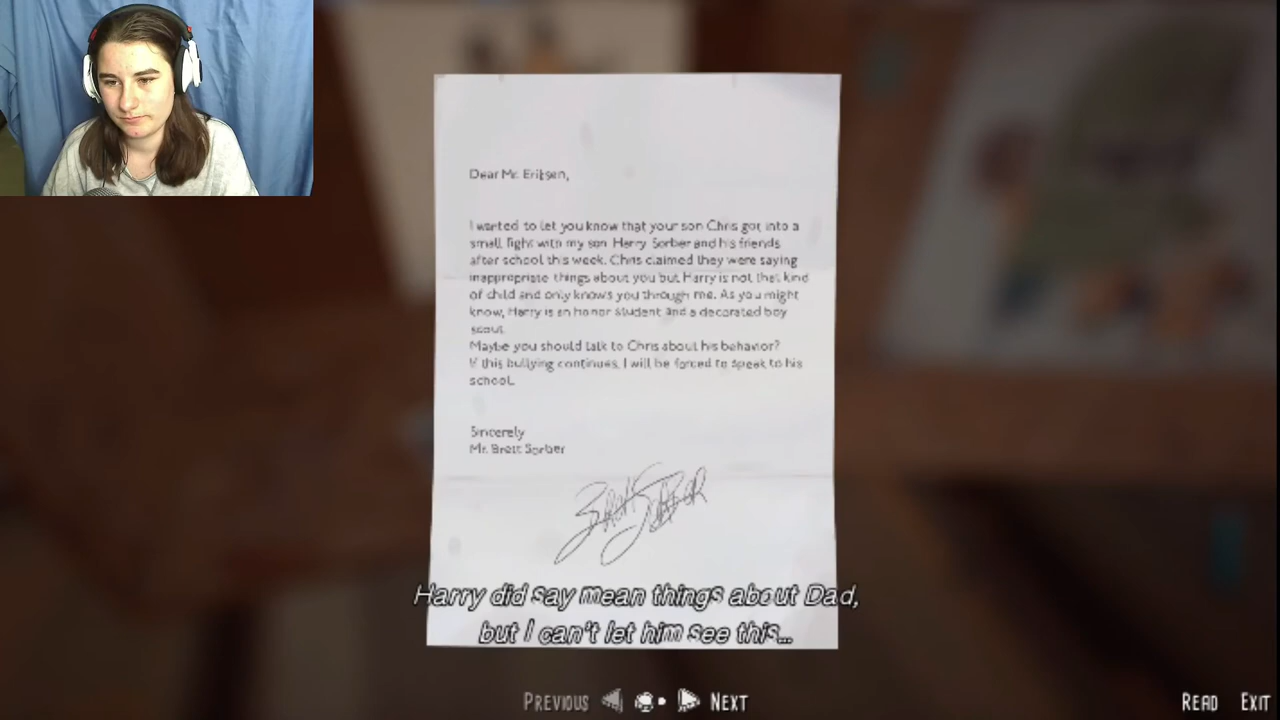 Dear Mr. Eriksen,
I wanted to let you know that your son Chris got into a
small fight with my son Harry Sorber and his friends
after school this week. Chris claimed they were saying
inappropriate things about you but Harry is not that kind
of child and only knows you through me. As you might
know, Harry is an honor student and a decorated boy
scout.
Maybe you should talk to Chris about his behavior?
If this bullying continues, I will be forced to speak to his
school.
Sincerely
Mr. Brett Sorber
Brett Sorber
Harry did say mean things about Dad,
but I can't let him see this...
PREVIOUS NEXT READ EXIT